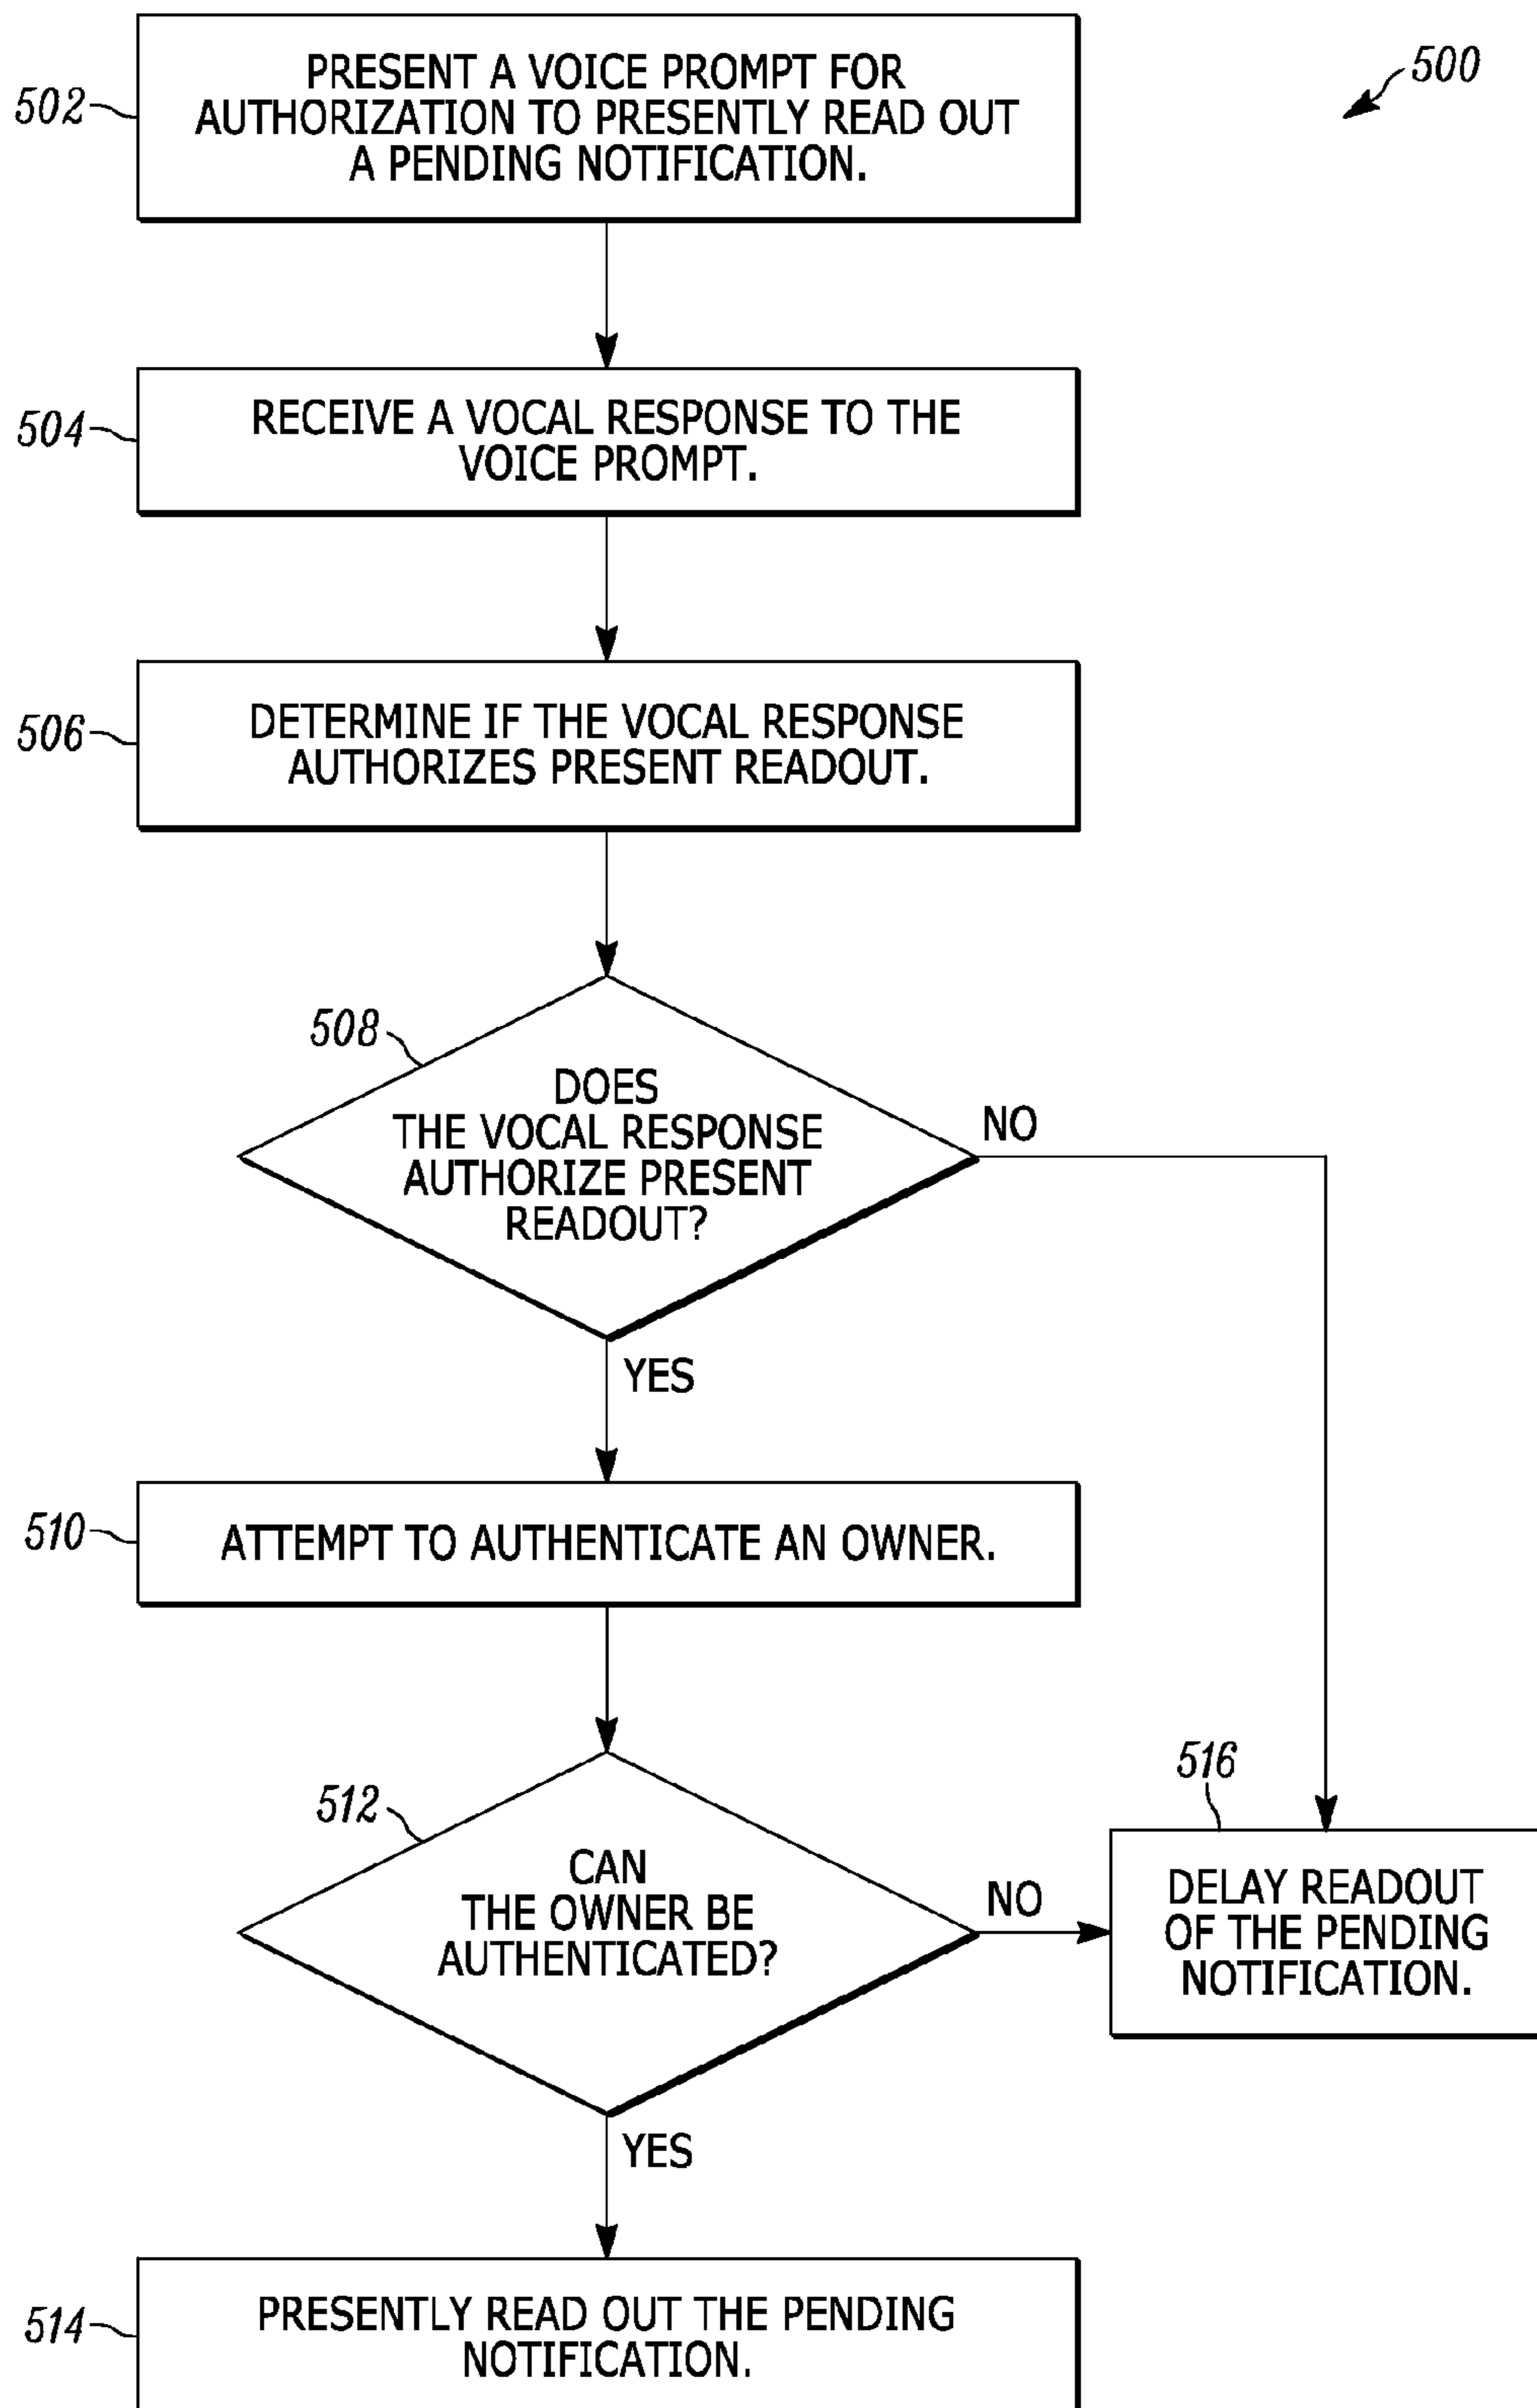 500
502
PRESENT A VOICE PROMPT FOR
AUTHORIZATION TO PRESENTLY READ OUT
A PENDING NOTIFICATION.
504
RECEIVE A VOCAL RESPONSE TO THE
VOICE PROMPT.
506
DETERMINE IF THE VOCAL RESPONSE
AUTHORIZES PRESENT READOUT.
508
DOES
THE VOCAL RESPONSE
AUTHORIZE PRESENT
READOUT?
NO
YES
510
ATTEMPT TO AUTHENTICATE AN OWNER.
512
CAN
THE OWNER BE
AUTHENTICATED?
NO
516
DELAY READOUT
OF THE PENDING
NOTIFICATION.
YES
514
PRESENTLY READ OUT THE PENDING
NOTIFICATION.